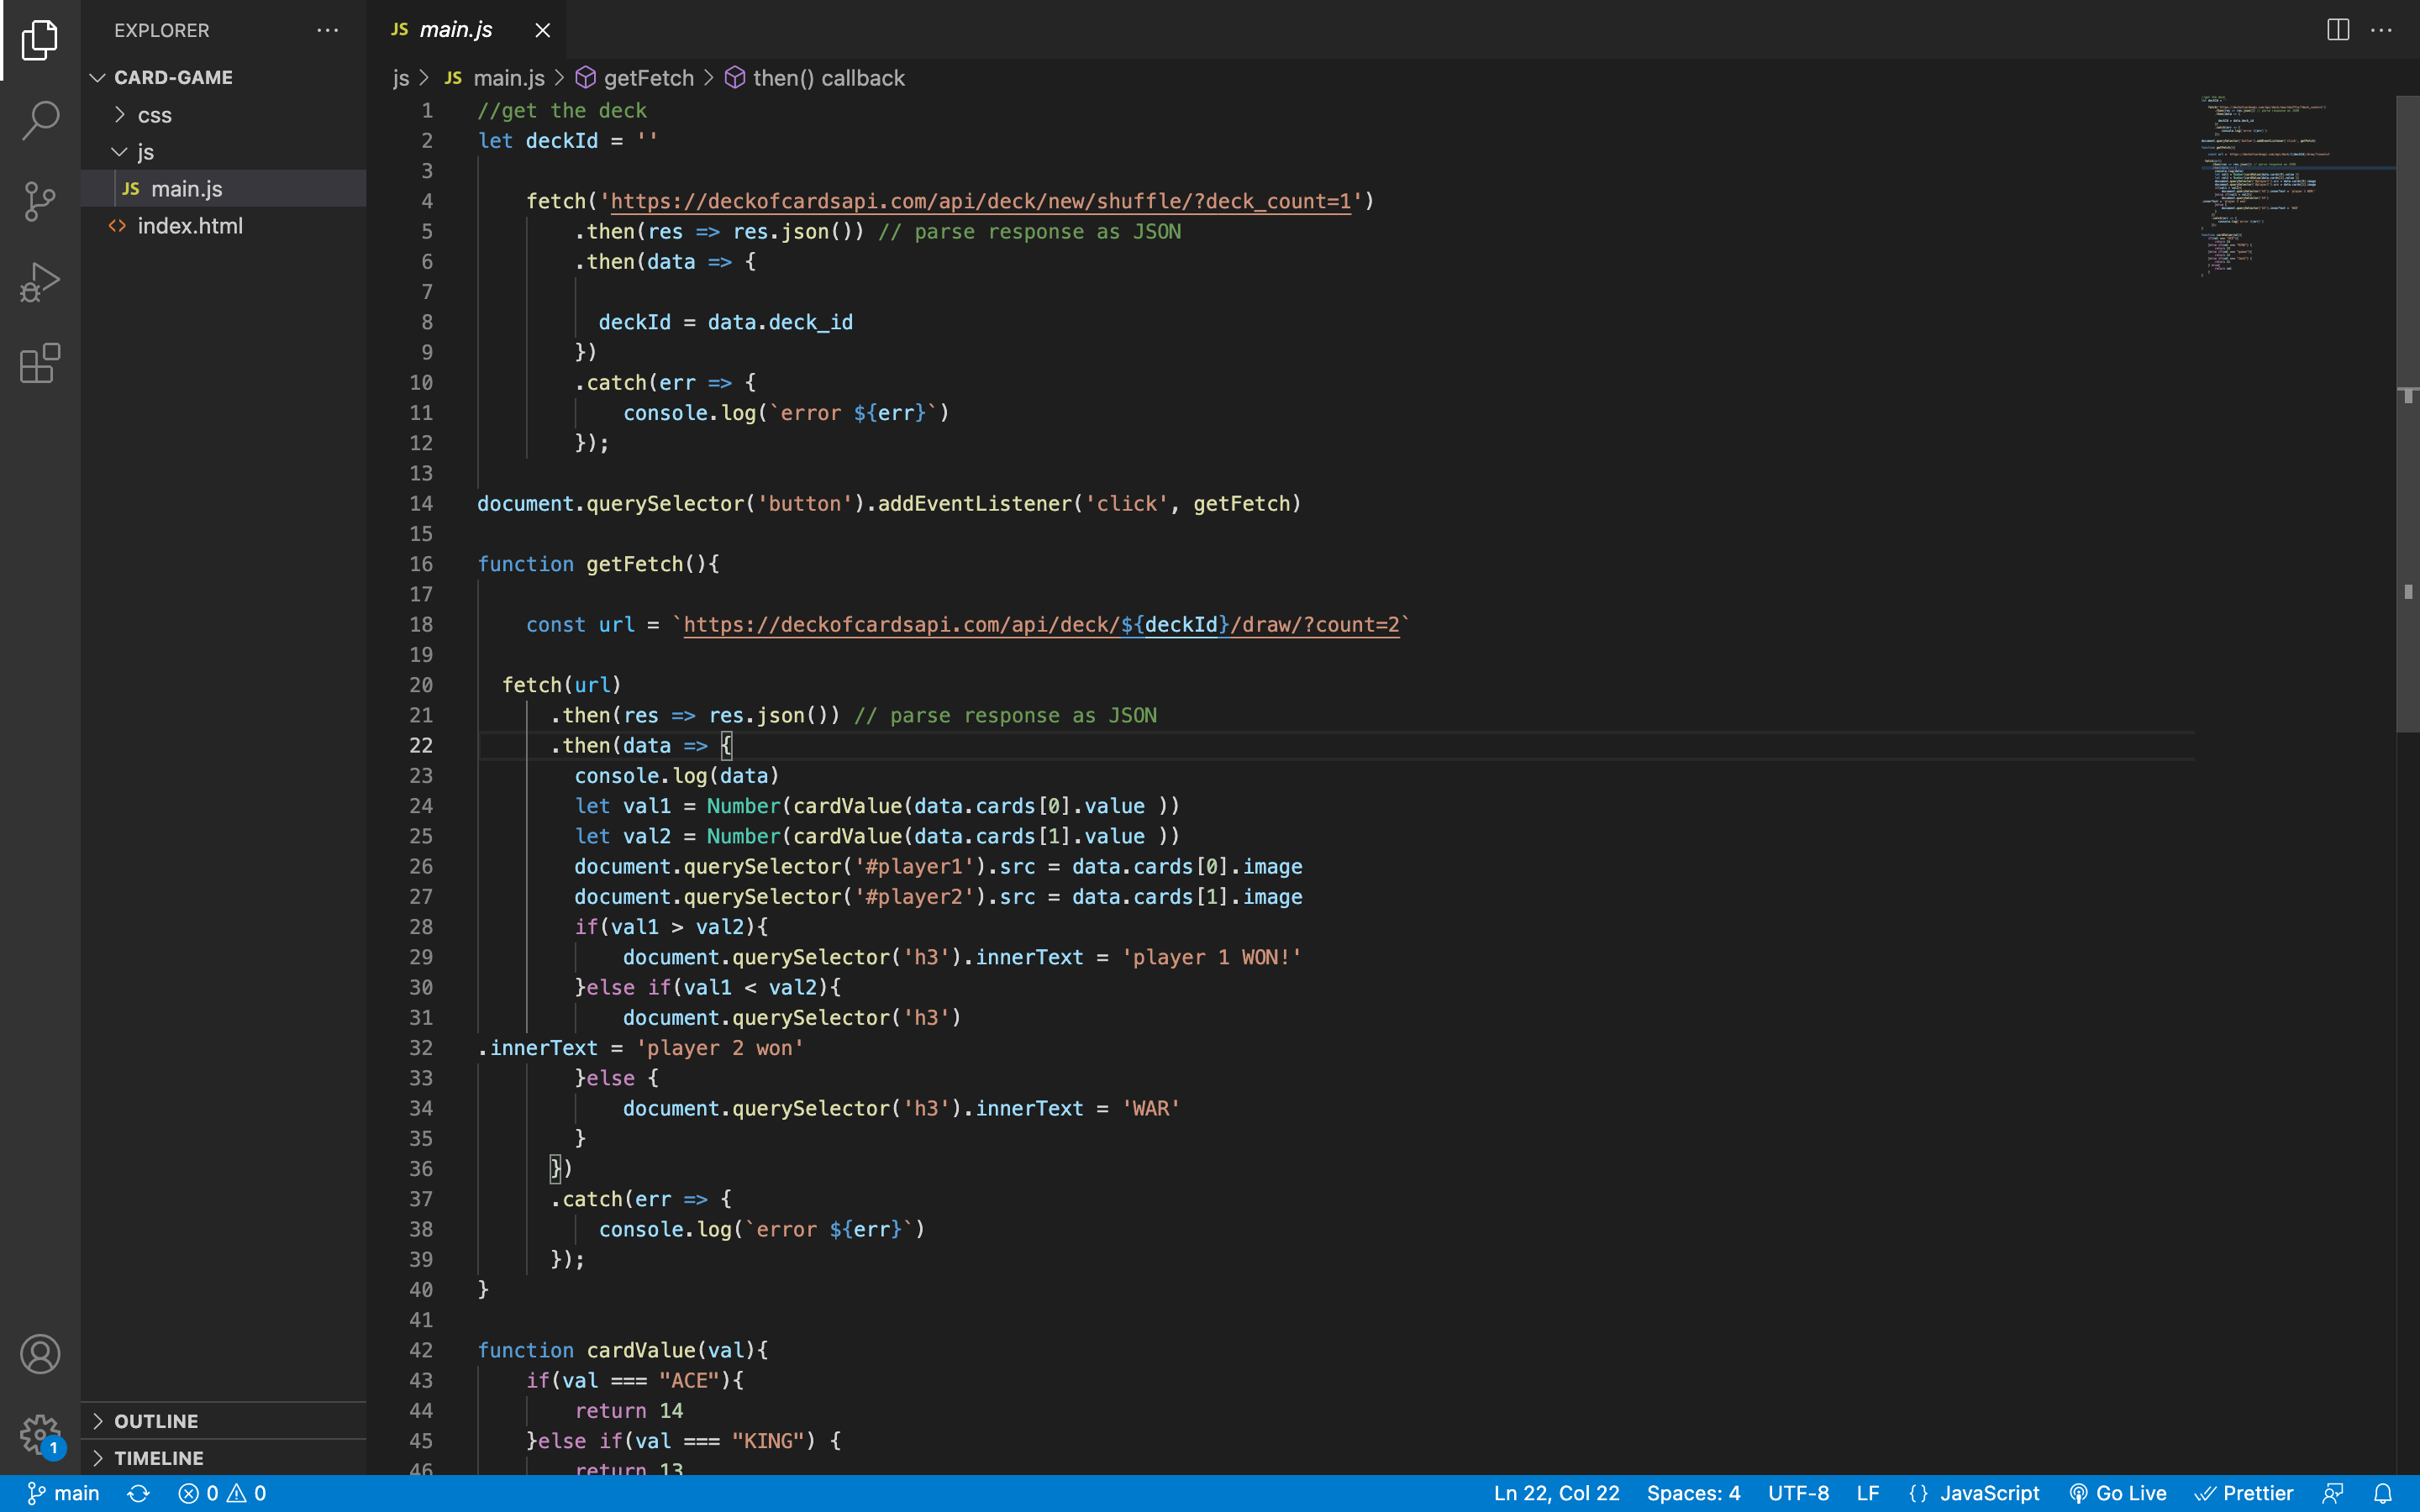 EXPLORER
CARD-GAME
css
js
JS main.js
<> index.html
OUTLINE
TIMELINE
JS main.js
js > JS main.js > getFetch > then() callback
1 //get the deck
2 let deckId = ''
3
4 fetch('https://deckofcardsapi.com/api/deck/new/shuffle/?deck_count=1')
5 .then(res => res.json()) // parse response as JSON
6 .then(data => {
7
8 deckId = data.deck_id
9 })
10 .catch(err => {
11 console.log(`error ${err}`)
12 });
13
14 document.querySelector('button').addEventListener('click', getFetch)
15
16 function getFetch(){
17
18 const url = `https://deckofcardsapi.com/api/deck/${deckId}/draw/?count=2`
19
20 fetch(url)
21 .then(res => res.json()) // parse response as JSON
22 .then(data => {
23 console.log(data)
24 let val1 = Number(cardValue(data.cards[0].value ))
25 let val2 = Number(cardValue(data.cards[1].value ))
26 document.querySelector('#player1').src = data.cards[0].image
27 document.querySelector('#player2').src = data.cards[1].image
28 if(val1 > val2){
29 document.querySelector('h3').innerText = 'player 1 WON!'
30 }else if(val1 < val2){
31 document.querySelector('h3')
32 .innerText = 'player 2 won'
33 }else {
34 document.querySelector('h3').innerText = 'WAR'
35 }
36 })
37 .catch(err => {
38 console.log(`error ${err}`)
39 });
40 }
41
42 function cardValue(val){
43 if(val === "ACE"){
44 return 14
45 }else if(val === "KING") {
46 return 13
1
main 0 0 Ln 22, Col 22 Spaces: 4 UTF-8 LF {} JavaScript Go Live Prettier